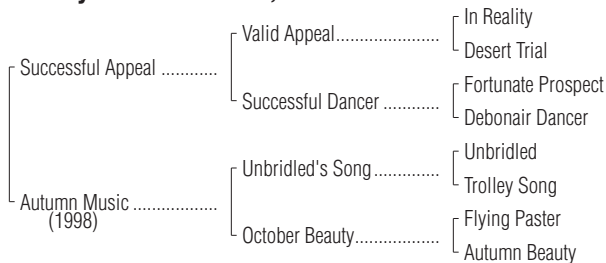 In Reality
Valid Appeal....................
Desert Trial
Successful Appeal ...........
Fortunate Prospect
Successful Dancer ...........
Debonair Dancer
Unbridled
Unbridled's Song..............
Trolley Song
Autumn Music .................
(1998)
Flying Paster
October Beauty.................
Autumn Beauty